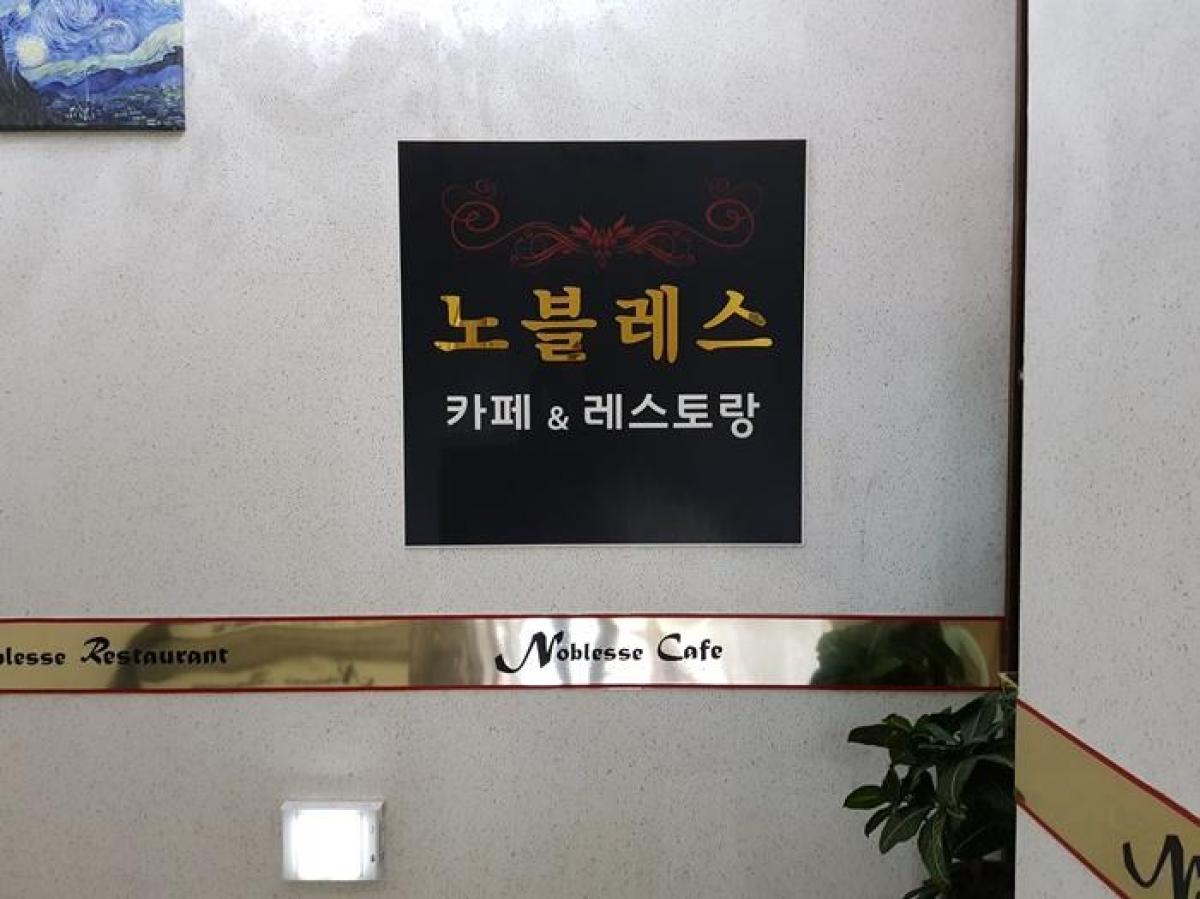 노블레스
카페 & 레스토랑
Restaurant
Noblesse Cafe